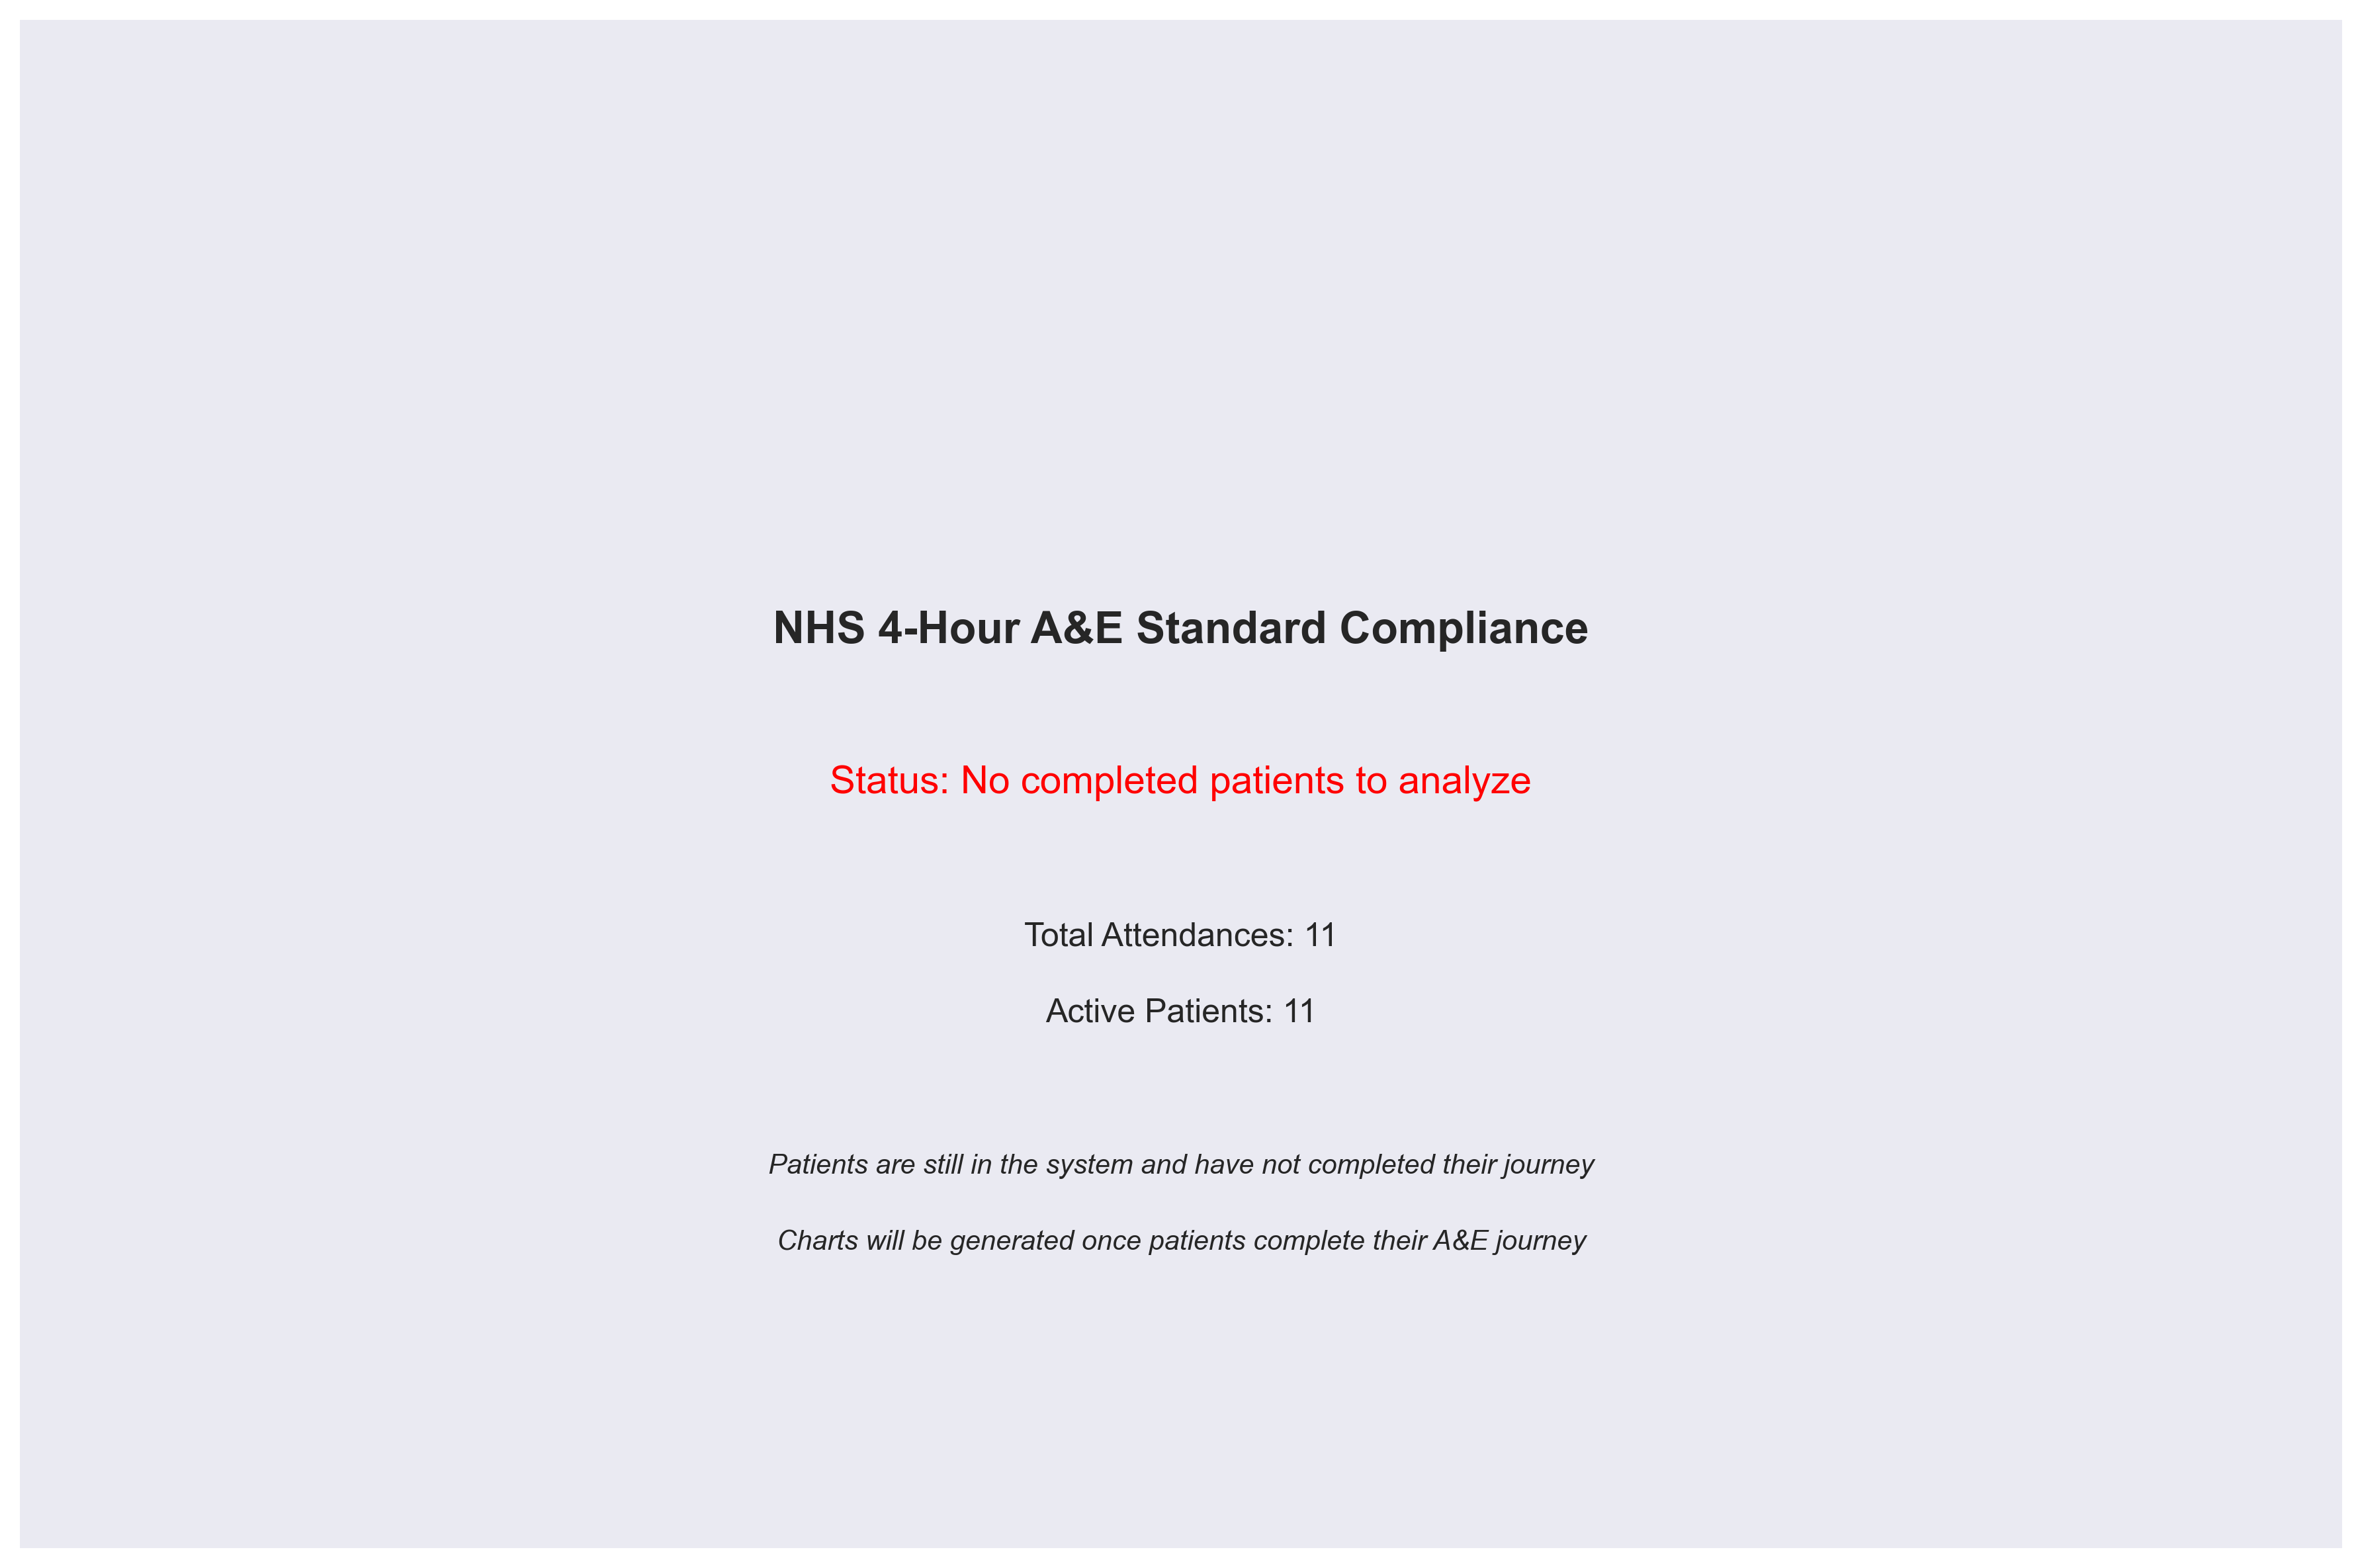 NHS 4-Hour A&E Standard Compliance
Status: No completed patients to analyze
Total Attendances: 11
Active Patients: 11
Patients are still in the system and have not completed their journey
Charts will be generated once patients complete their A&E journey